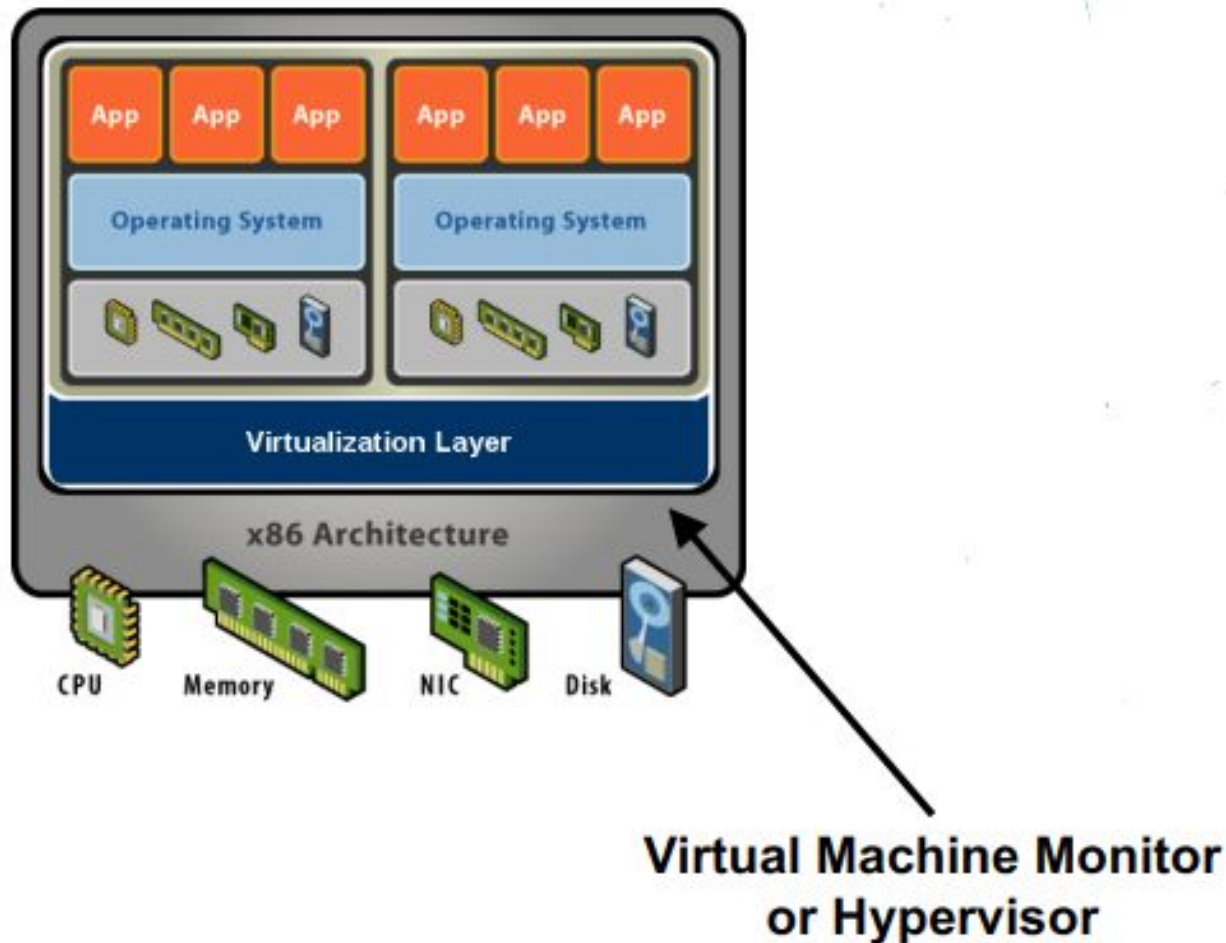 App App App App App App
Operating System Operating System
Virtualization Layer
x86 Architecture
CPU Memory NIC Disk
Virtual Machine Monitor
or Hypervisor